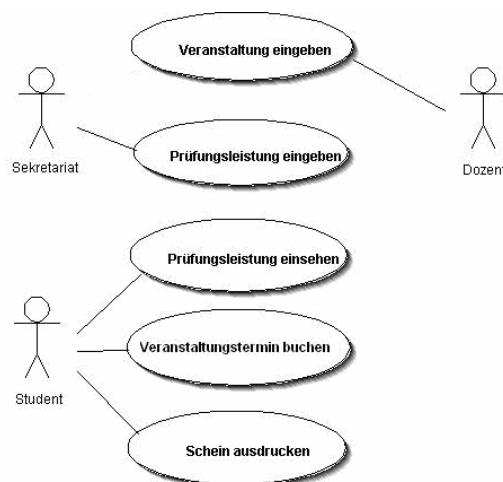 Veranstaltung eingeben
Sekretariat
Prüfungsleistung eingeben
Dozent
Prüfungsleistung einsehen
Student
Veranstaltungstermin buchen
Schein ausdrucken